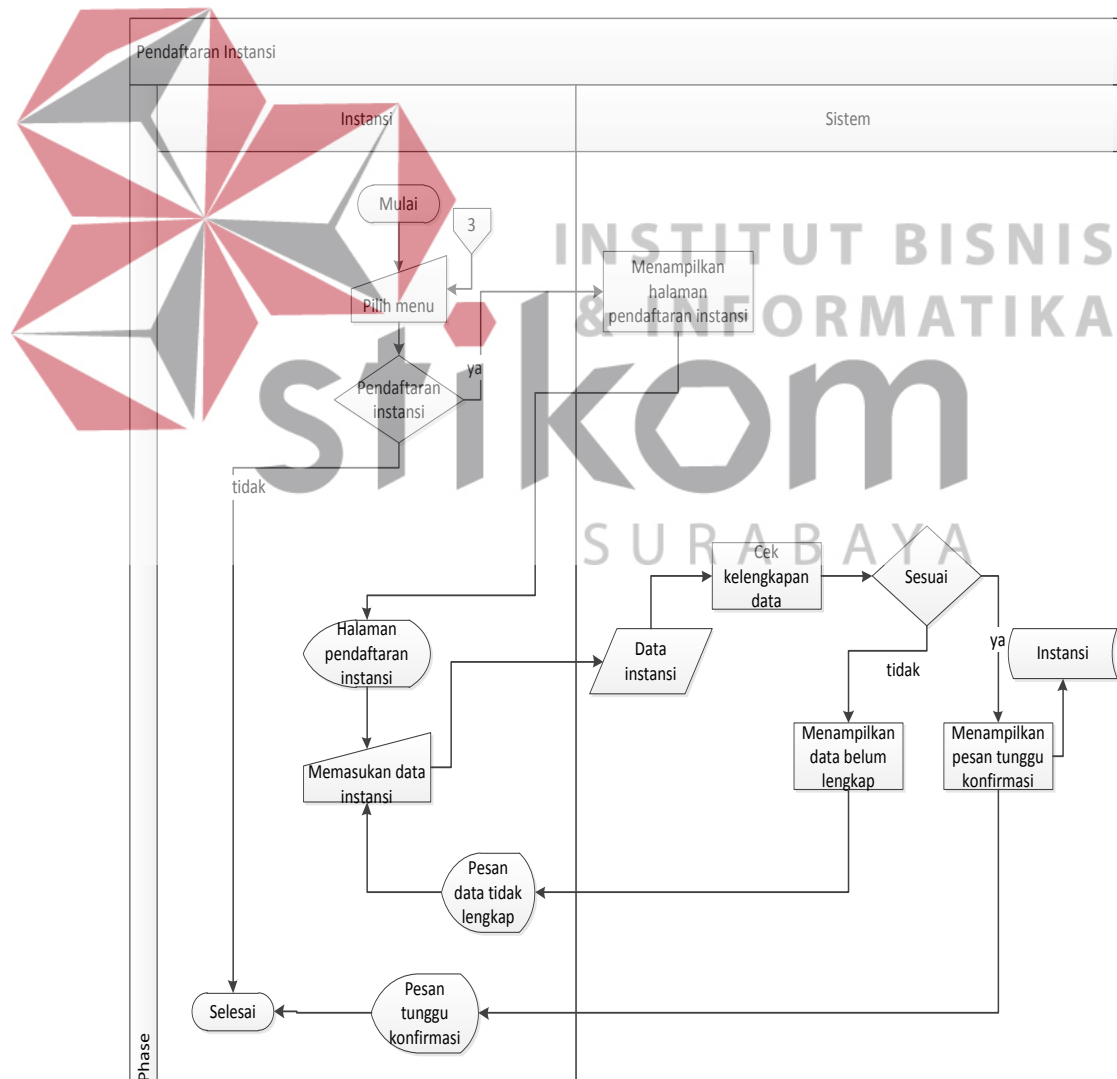 Pendaftaran Instansi
Instansi
Sistem
Mulai
3
Pilih menu
Menampilkan
halaman
pendaftaran instansi
INSTITUT BISNIS
& INFORMATIKA
stikom
SURABAYA
Pendaftaran
instansi
ya
tidak
Cek
kelengkapan
data
Sesuai
Halaman
pendaftaran
instansi
Data
instansi
tidak
ya
Instansi
Memasukan data
instansi
Menampilkan
data belum
lengkap
Menampilkan
pesan tunggu
konfirmasi
Pesan
data tidak
lengkap
Selesai
Pesan
tunggu
konfirmasi
Phase